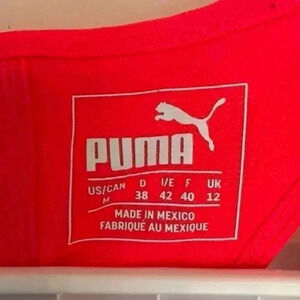 PUMA
US/CAN D I/E F UK
M 38 42 40 12
MADE IN MEXICO
FABRIQUÉ AU MEXIQUE